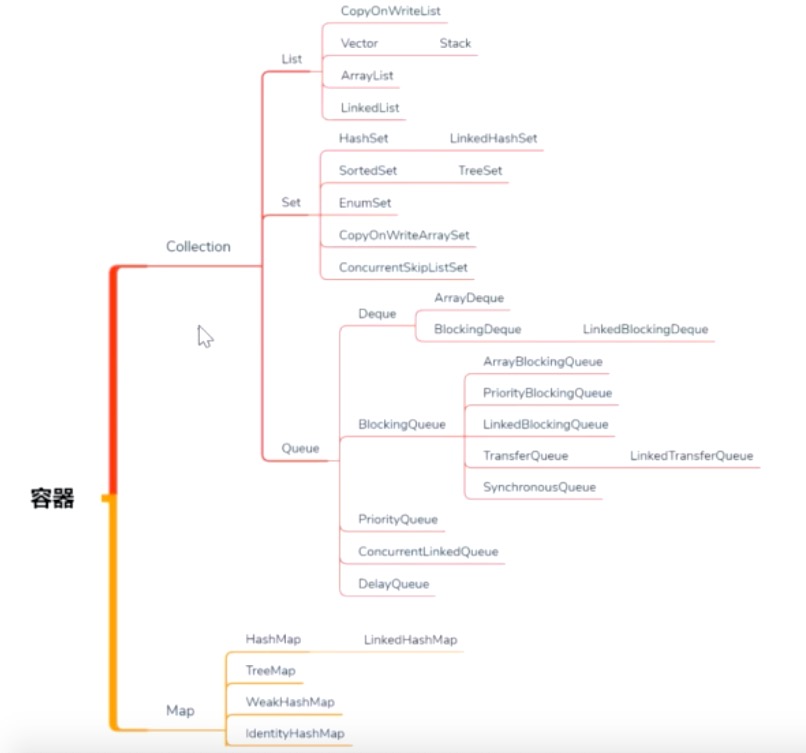 CopyOnWriteList
Vector Stack
List
ArrayList
LinkedList
HashSet LinkedHashSet
SortedSet TreeSet
Set EnumSet
CopyOnWriteArraySet
Collection
ConcurrentSkipListSet
ArrayDeque
Deque
BlockingDeque LinkedBlockingDeque
ArrayBlockingQueue
PriorityBlockingQueue
BlockingQueue LinkedBlockingQueue
Queue
TransferQueue LinkedTransferQueue
SynchronousQueue
容器
PriorityQueue
ConcurrentLinkedQueue
DelayQueue
HashMap LinkedHashMap
TreeMap
WeakHashMap
Map
IdentityHashMap